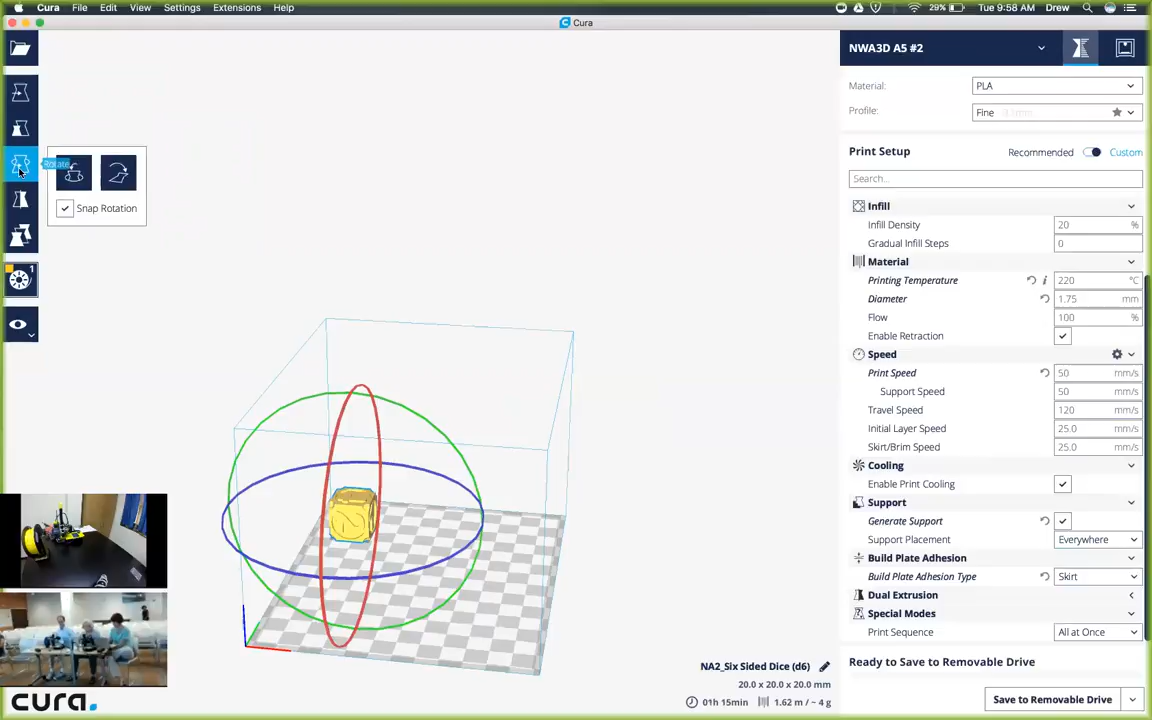 Cura File Edit View Settings Extensions Help
29% Tue 9:58 AM Drew
Cura
NWA3D A5 #2
Material: PLA
Profile: Fine 0.1mm
Print Setup Recommended Custom
Search...
Infill
Infill Density 20 %
Gradual Infill Steps 0
Material
Printing Temperature i 220 °C
Diameter 1.75 mm
Flow 100 %
Enable Retraction
Speed
Print Speed 50 mm/s
Support Speed 50 mm/s
Travel Speed 120 mm/s
Initial Layer Speed 25.0 mm/s
Skirt/Brim Speed 25.0 mm/s
Cooling
Enable Print Cooling
Support
Generate Support
Support Placement Everywhere
Build Plate Adhesion
Build Plate Adhesion Type Skirt
Dual Extrusion
Special Modes
Print Sequence All at Once
Ready to Save to Removable Drive
Save to Removable Drive
Rotate
Snap Rotation
1
NA2_Six Sided Dice (d6)
20.0 x 20.0 x 20.0 mm
01h 15min 1.62 m / ~ 4 g
cura.